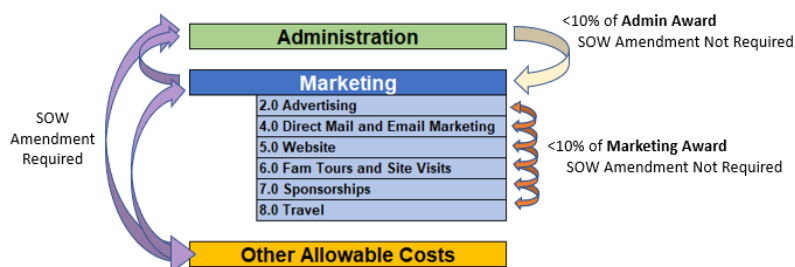 <10% of Admin Award
SOW Amendment Not Required
Administration
Marketing
2.0 Advertising
4.0 Direct Mail and Email Marketing
5.0 Website
6.0 Fam Tours and Site Visits
7.0 Sponsorships
8.0 Travel
SOW
Amendment
Required
<10% of Marketing Award
SOW Amendment Not Required
Other Allowable Costs